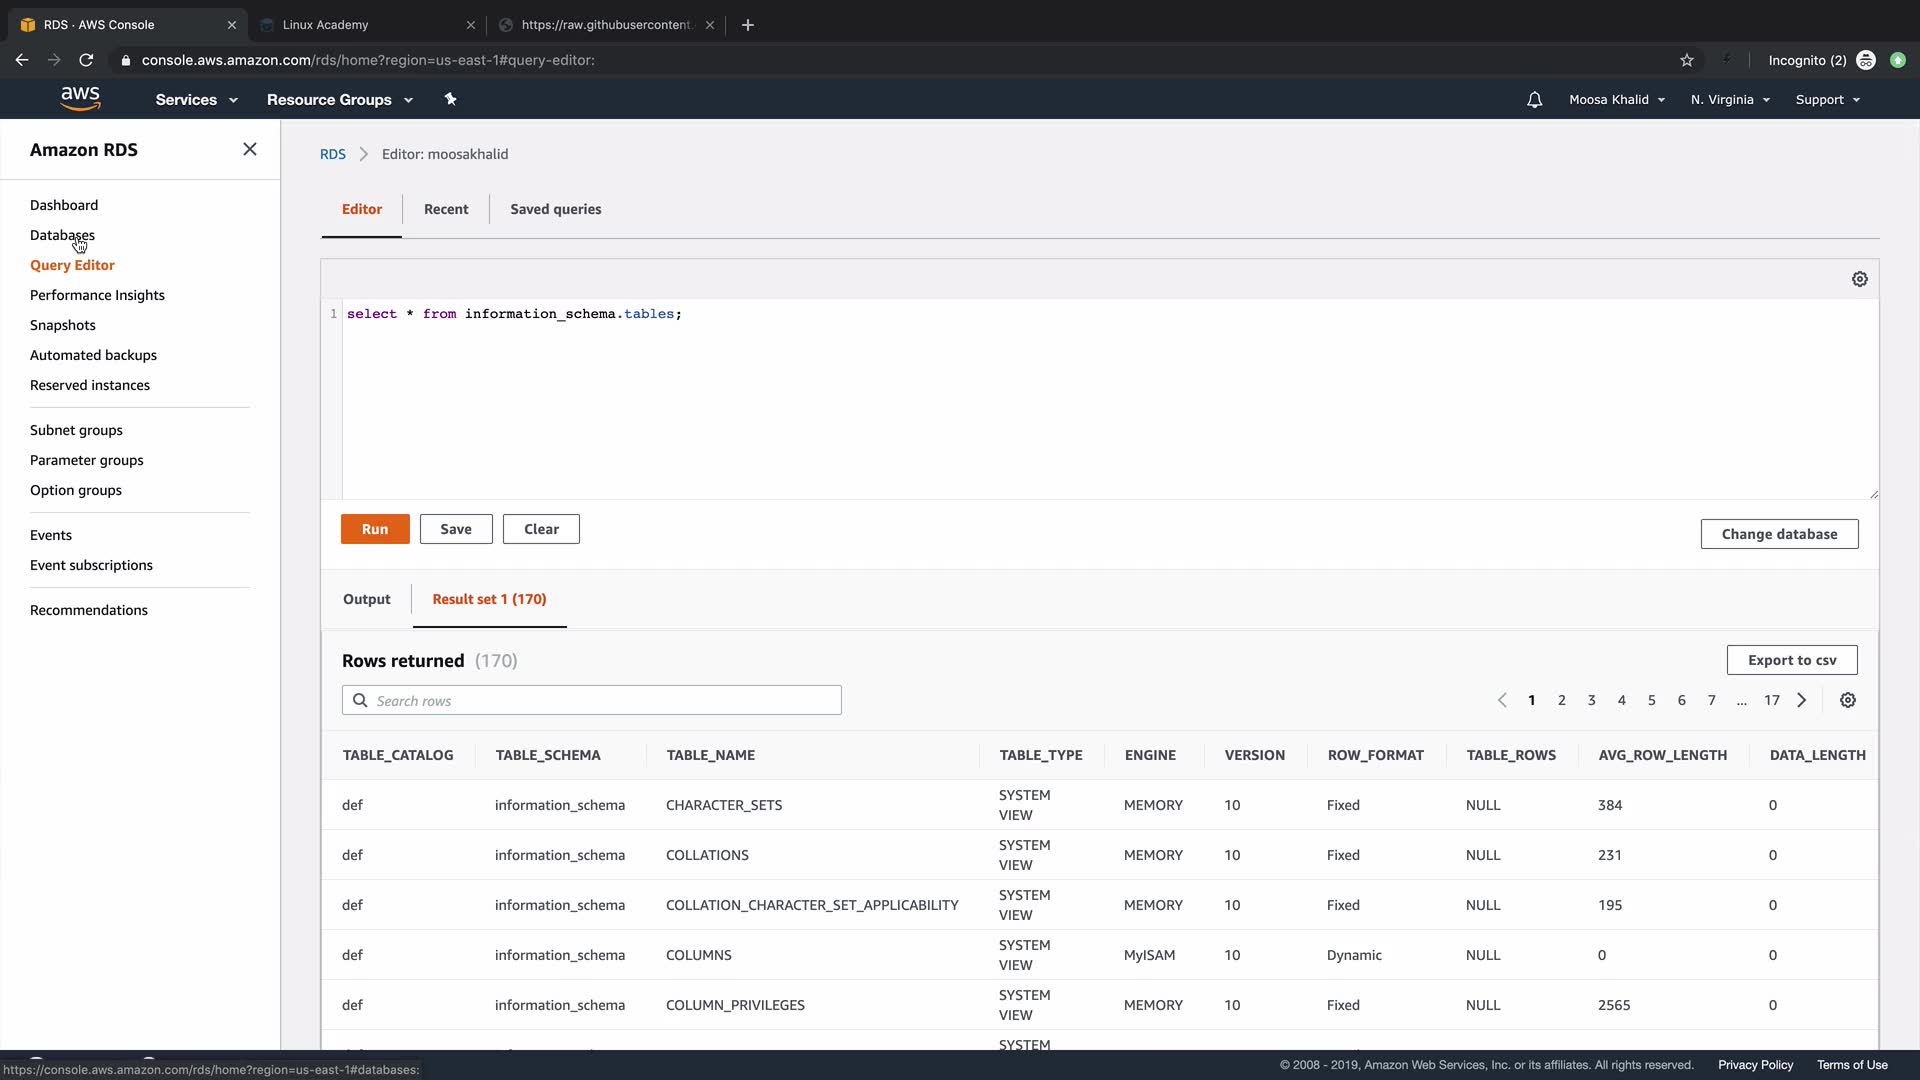 RDS · AWS Console
Linux Academy
https://raw.githubusercontent.
console.aws.amazon.com/rds/home?region=us-east-1#query-editor:
Incognito (2)
aws
Services
Resource Groups
Moosa Khalid
N. Virginia
Support
Amazon RDS
Dashboard
Databases
Query Editor
Performance Insights
Snapshots
Automated backups
Reserved instances
Subnet groups
Parameter groups
Option groups
Events
Event subscriptions
Recommendations
RDS
Editor: moosakhalid
Editor
Recent
Saved queries
1 select * from information_schema.tables;
Run
Save
Clear
Change database
Output
Result set 1 (170)
Rows returned (170)
Export to csv
Search rows
1 2 3 4 5 6 7 ... 17
TABLE_CATALOG TABLE_SCHEMA TABLE_NAME TABLE_TYPE ENGINE VERSION ROW_FORMAT TABLE_ROWS AVG_ROW_LENGTH DATA_LENGTH
def information_schema CHARACTER_SETS SYSTEM VIEW MEMORY 10 Fixed NULL 384 0
def information_schema COLLATIONS SYSTEM VIEW MEMORY 10 Fixed NULL 231 0
def information_schema COLLATION_CHARACTER_SET_APPLICABILITY SYSTEM VIEW MEMORY 10 Fixed NULL 195 0
def information_schema COLUMNS SYSTEM VIEW MyISAM 10 Dynamic NULL 0 0
def information_schema COLUMN_PRIVILEGES SYSTEM VIEW MEMORY 10 Fixed NULL 2565 0
SYSTEM
https://console.aws.amazon.com/rds/home?region=us-east-1#databases:
© 2008 - 2019, Amazon Web Services, Inc. or its affiliates. All rights reserved.
Privacy Policy
Terms of Use